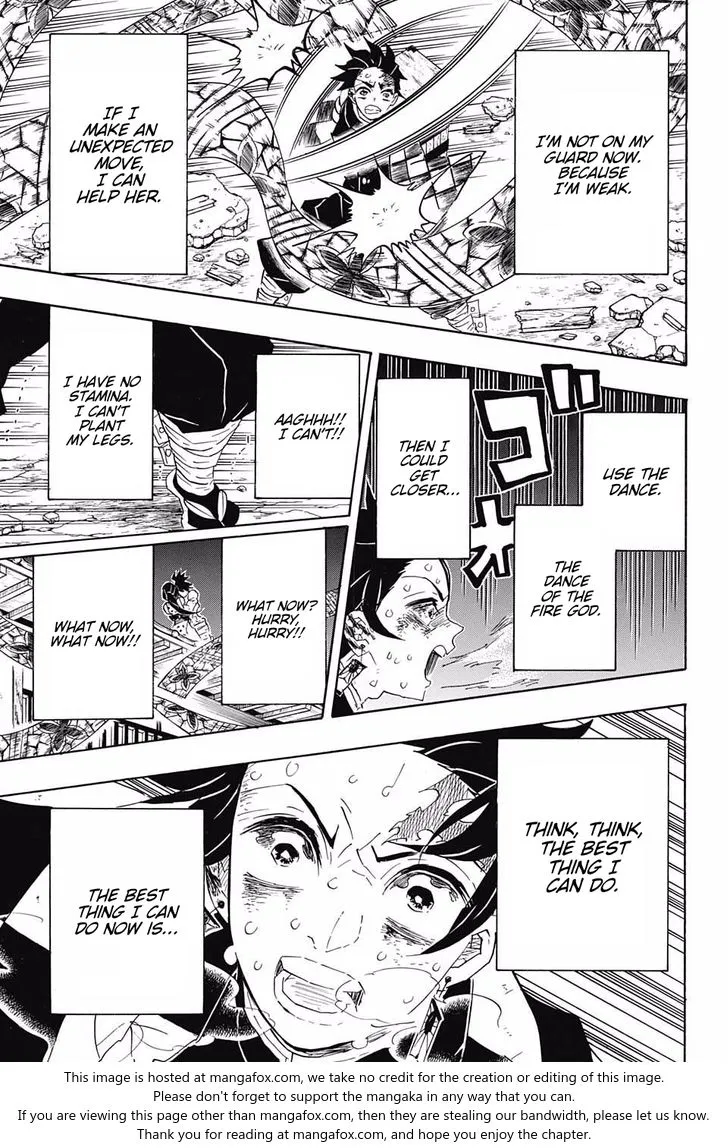 I'M NOT ON MY
GUARD NOW.
BECAUSE
I'M WEAK.
IF I
MAKE AN
UNEXPECTED
MOVE,
I CAN
HELP HER.
USE THE
DANCE.
THE
DANCE
OF THE
FIRE GOD.
ゴロロ
THEN I
COULD
GET
CLOSER...
AAGHHH!!
I CAN'T!!
I HAVE NO
STAMINA.
I CAN'T
PLANT
MY LEGS.
WHAT NOW?
HURRY,
HURRY!!
WHAT NOW,
WHAT NOW!!
THINK, THINK,
THE BEST
THING I
CAN DO.
THE BEST
THING I CAN
DO NOW IS...
This image is hosted at mangafox.com, we take no credit for the creation or editing of this image.
Please don't forget to support the mangaka in any way that you can.
If you are viewing this page other than mangafox.com, then they are stealing our bandwidth, please let us know.
Thank you for reading at mangafox.com, and hope you enjoy the chapter.